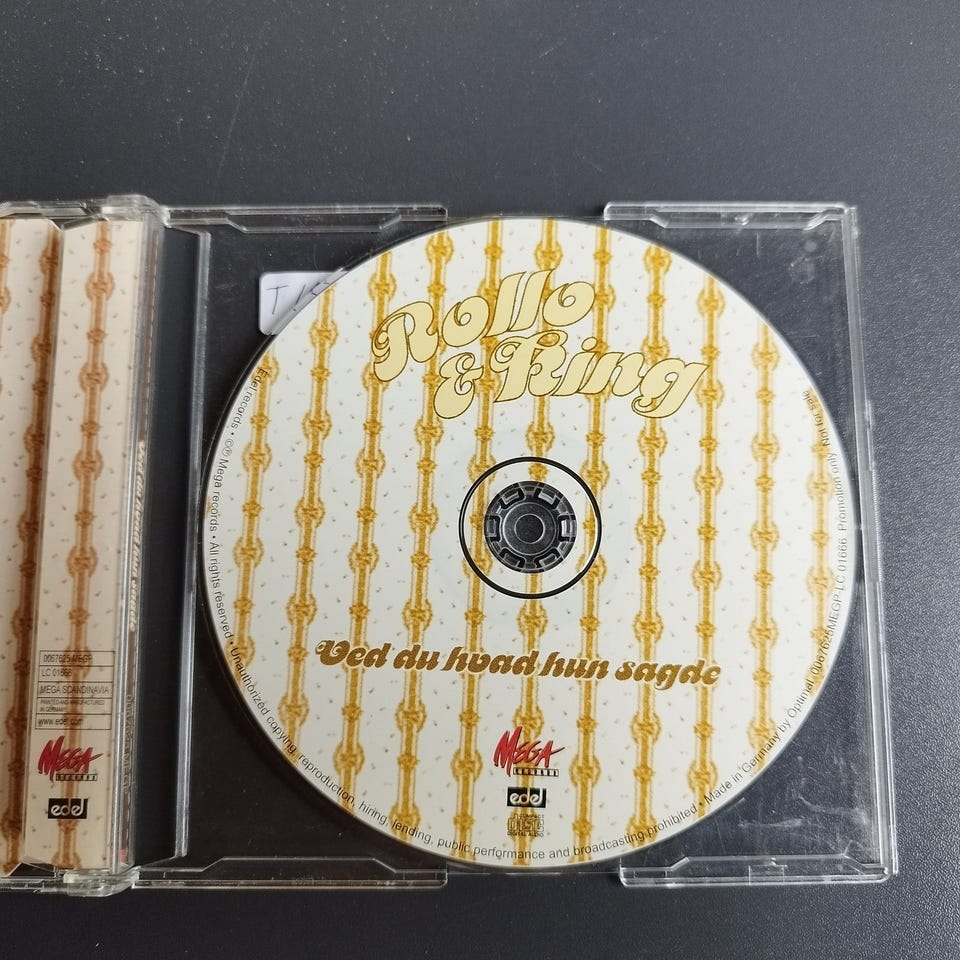 Rollo
& King
Ved du hvad hun sagde
MEGA
RECORDS
edel
COMPACT
DISC
DIGITAL AUDIO
Edel records • ©℗ Mega records • All rights reserved • Unauthorized copying, reproduction, hiring, lending, public performance and broadcasting prohibited • Made in Germany by Optimal. 0067625MEGP LC 01666 Promotion only. Not for sale
Ved du hvad hun sagde
0067625 MEGP
LC 01666
MEGA SCANDINAVIA
PRINTED AND MANUFACTURED
IN GERMANY
www.edel.com
MEGA
RECORDS
edel